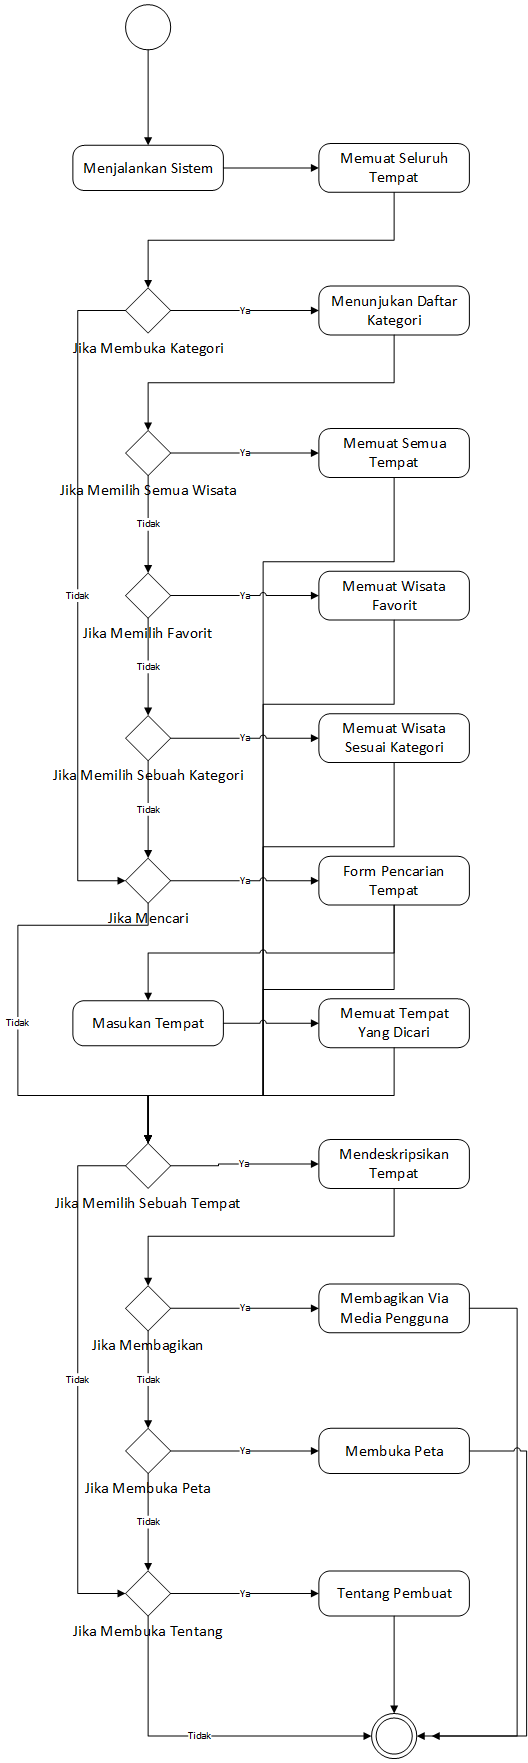 Menjalankan Sistem
Memuat Seluruh
Tempat
Ya
Menunjukan Daftar
Kategori
Jika Membuka Kategori
Ya
Memuat Semua
Tempat
Jika Memilih Semua Wisata
Tidak
Tidak
Ya
Memuat Wisata
Favorit
Jika Memilih Favorit
Tidak
Ya
Memuat Wisata
Sesuai Kategori
Jika Memilih Sebuah Kategori
Tidak
Ya
Form Pencarian
Tempat
Jika Mencari
Tidak
Masukan Tempat
Memuat Tempat
Yang Dicari
Ya
Mendeskripsikan
Tempat
Jika Memilih Sebuah Tempat
Ya
Membagikan Via
Media Pengguna
Jika Membagikan
Tidak
Tidak
Ya
Membuka Peta
Jika Membuka Peta
Tidak
Ya
Tentang Pembuat
Jika Membuka Tentang
Tidak